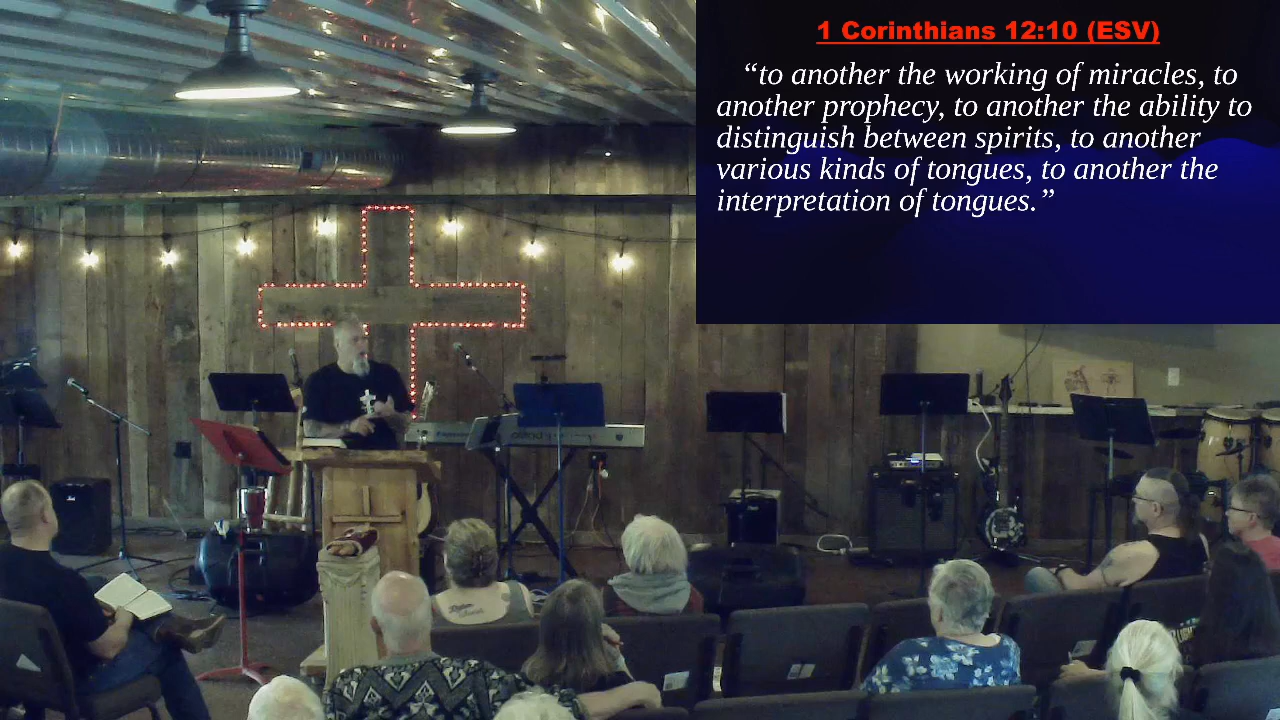 1 Corinthians 12:10 (ESV)
“to another the working of miracles, to
another prophecy, to another the ability to
distinguish between spirits, to another
various kinds of tongues, to another the
interpretation of tongues.”